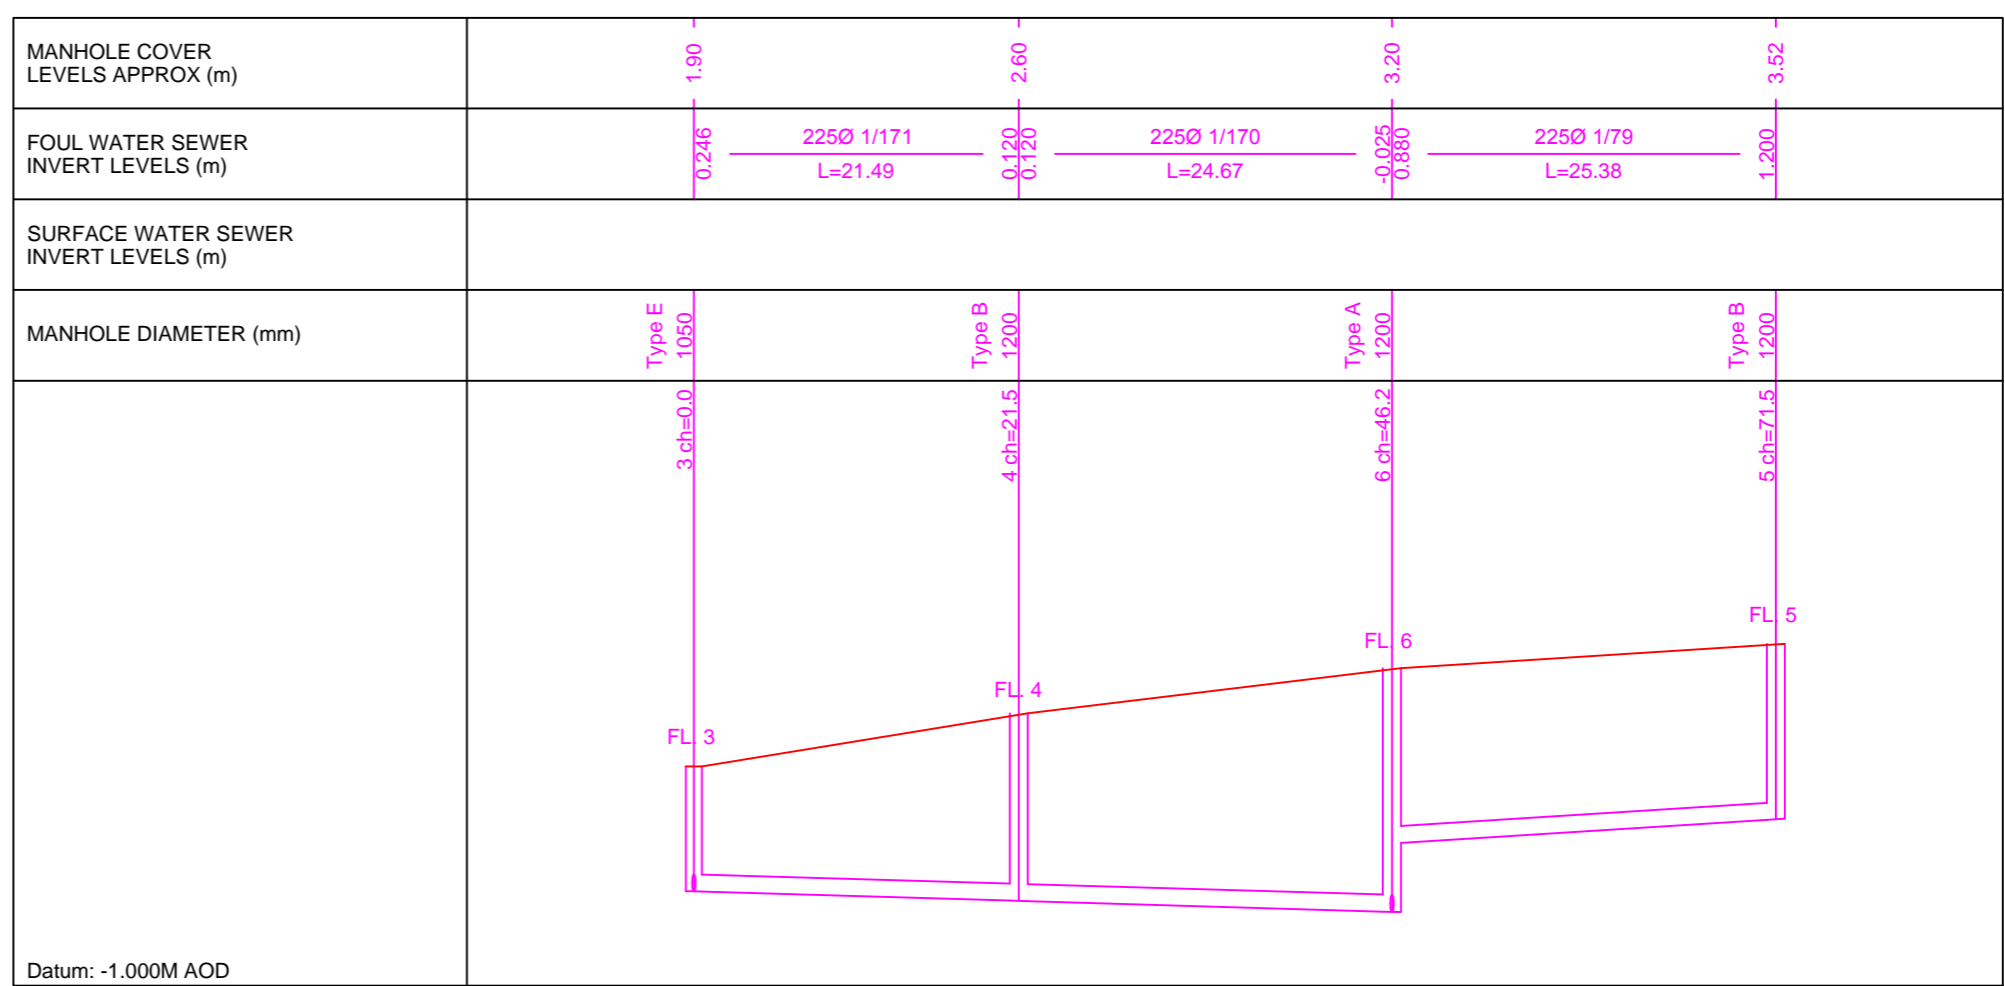 MANHOLE COVER
LEVELS APPROX (m)
1.90
2.60
3.20
3.52
FOUL WATER SEWER
INVERT LEVELS (m)
0.246
225Ø 1/171
L=21.49
0.120
0.120
225Ø 1/170
L=24.67
-0.025
0.880
225Ø 1/79
L=25.38
1.200
SURFACE WATER SEWER
INVERT LEVELS (m)
MANHOLE DIAMETER (mm)
Type E
1050
Type B
1200
Type A
1200
Type B
1200
3 ch=0.0
4 ch=21.5
6 ch=46.2
5 ch=71.5
FL. 3
FL. 4
FL. 6
FL. 5
Datum: -1.000M AOD